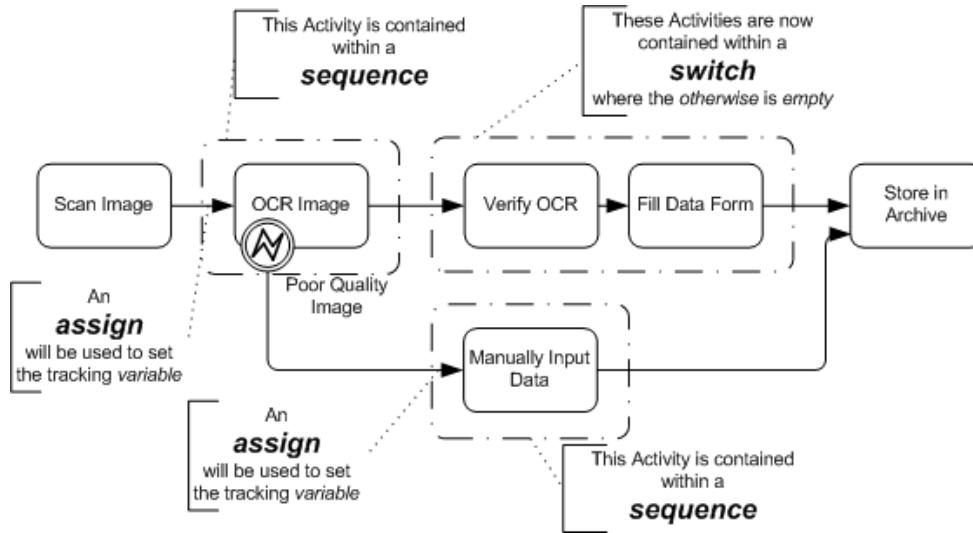 This Activity is contained
within a
sequence
These Activities are now
contained within a
switch
where the otherwise is empty
Scan Image
OCR Image
Verify OCR
Fill Data Form
Store in
Archive
Poor Quality
Image
An
assign
will be used to set
the tracking variable
Manually Input
Data
An
assign
will be used to set
the tracking variable
This Activity is contained
within a
sequence